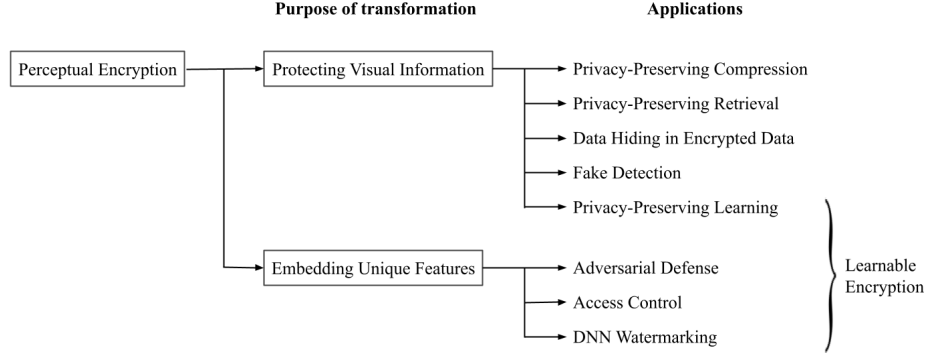 Purpose of transformation
Applications
Perceptual Encryption
Protecting Visual Information
Privacy-Preserving Compression
Privacy-Preserving Retrieval
Data Hiding in Encrypted Data
Fake Detection
Privacy-Preserving Learning
Embedding Unique Features
Adversarial Defense
Access Control
DNN Watermarking
Learnable
Encryption